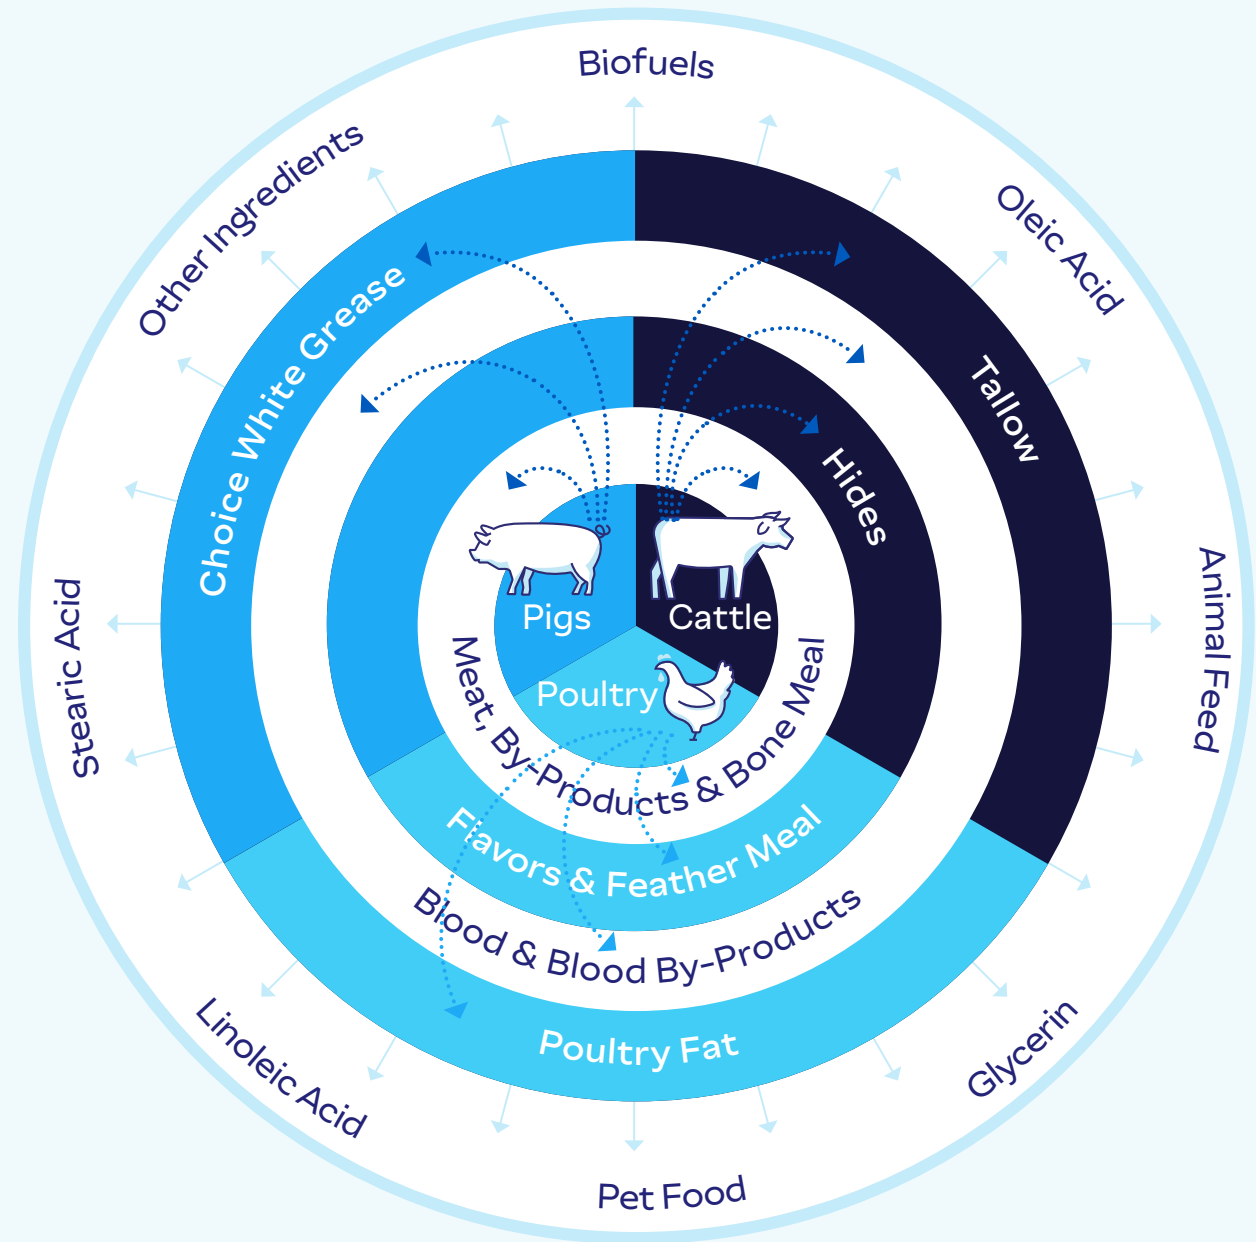 Biofuels
Other Ingredients
Oleic Acid
Choice White Grease
Tallow
Hides
Stearic Acid
Animal Feed
Pigs
Cattle
Poultry
Meat, By-Products & Bone Meal
Flavors & Feather Meal
Blood & Blood By-Products
Poultry Fat
Linoleic Acid
Glycerin
Pet Food